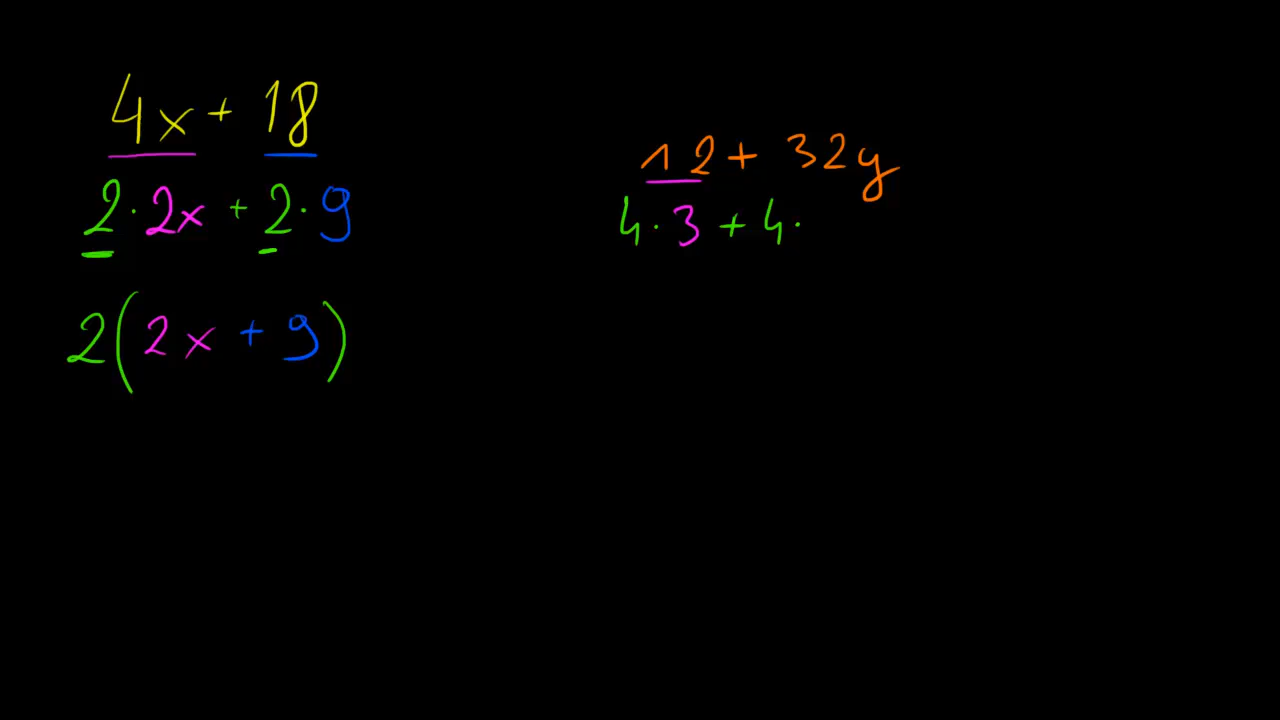 4x + 18
2 · 2x + 2 · 9
2(2x + 9)
12 + 32y
4 · 3 + 4 ·